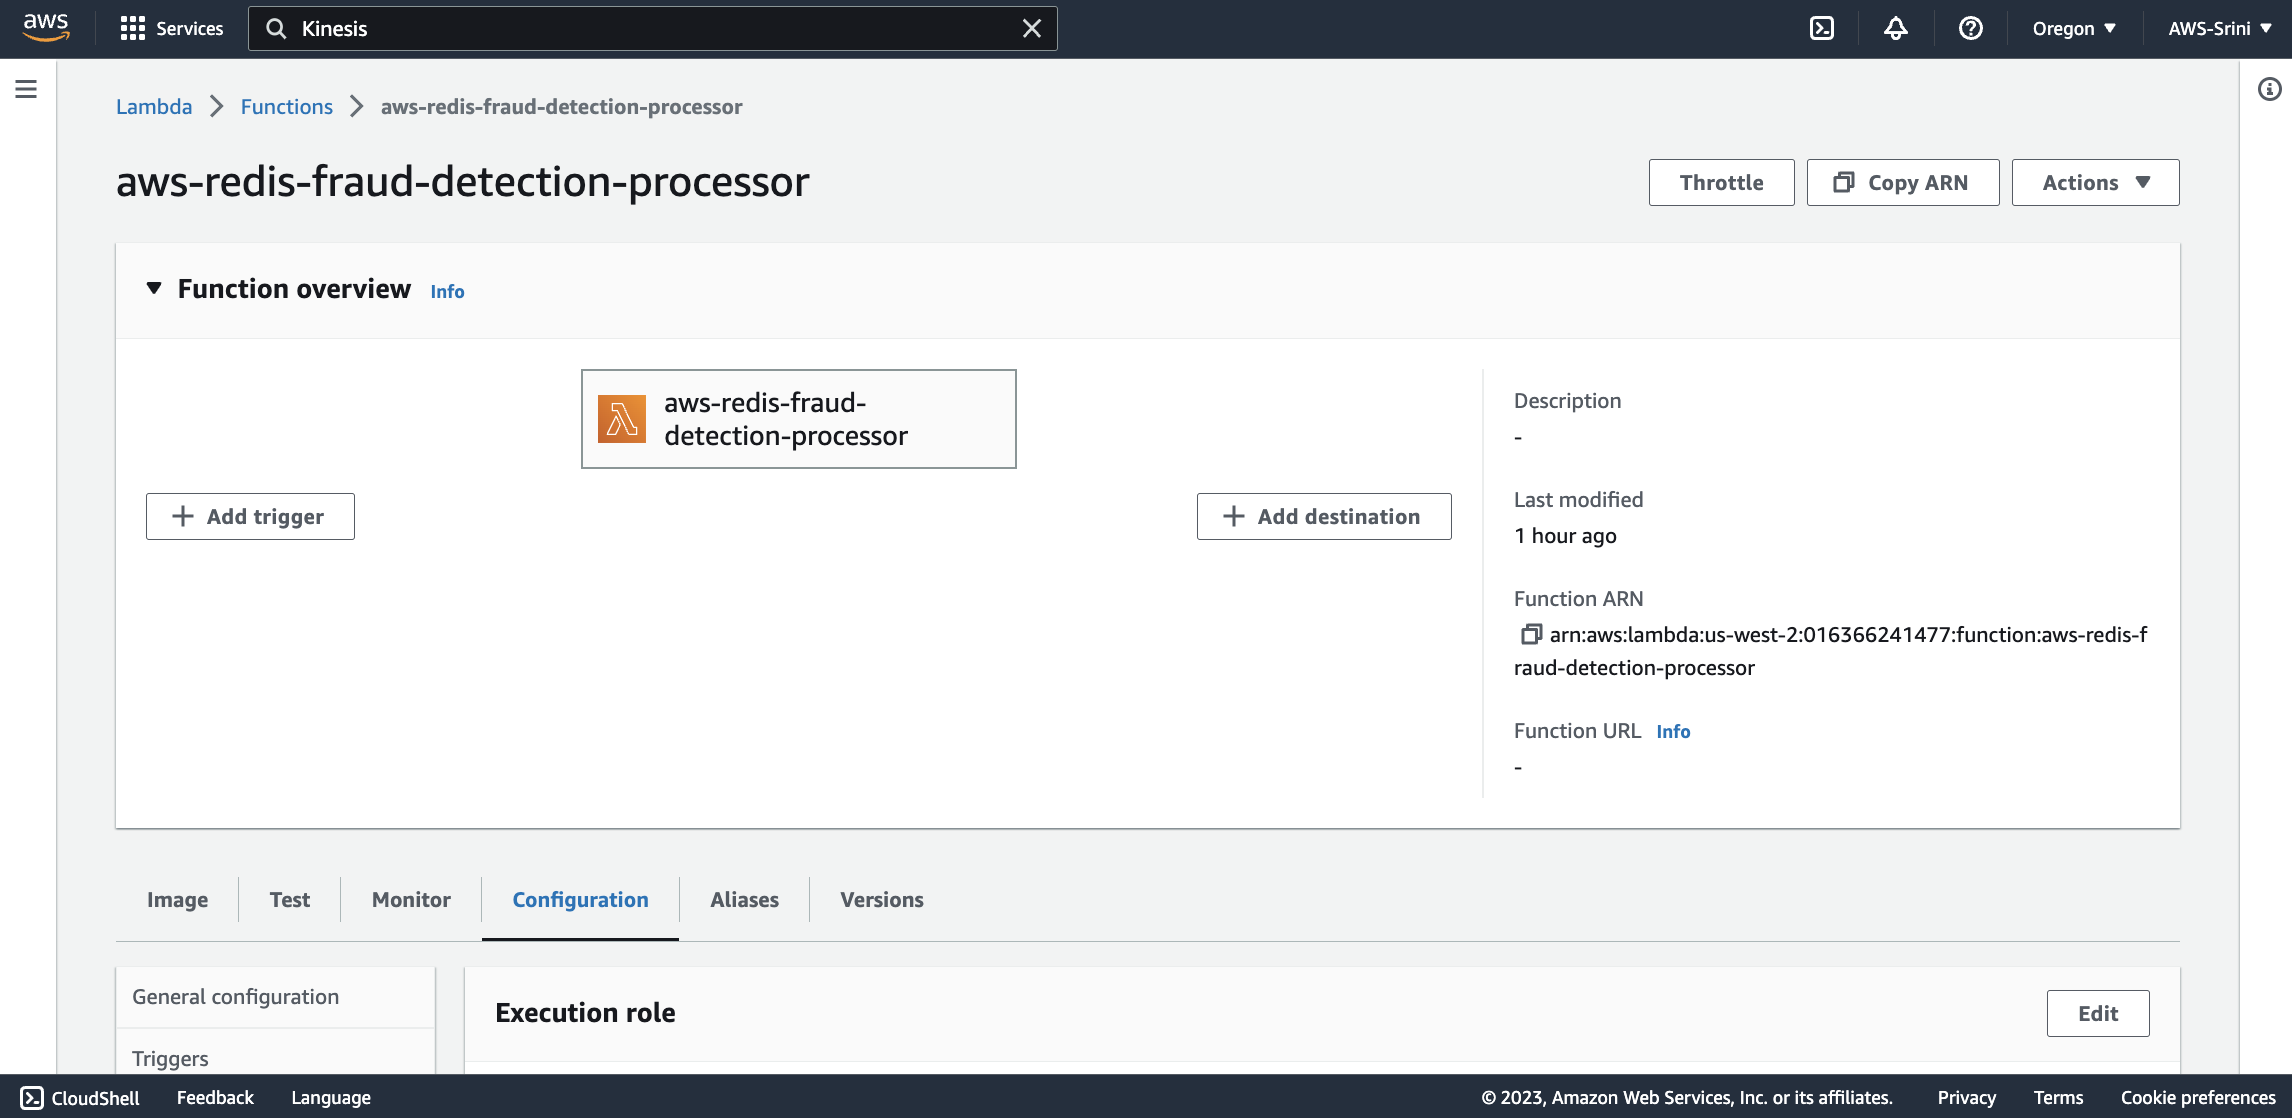 aws
Services
Kinesis
Oregon
AWS-Srini
Lambda
Functions
aws-redis-fraud-detection-processor
aws-redis-fraud-detection-processor
Throttle
Copy ARN
Actions
Function overview
Info
aws-redis-fraud-
detection-processor
Add trigger
Add destination
Description
-
Last modified
1 hour ago
Function ARN
arn:aws:lambda:us-west-2:016366241477:function:aws-redis-f
raud-detection-processor
Function URL Info
-
Image
Test
Monitor
Configuration
Aliases
Versions
General configuration
Triggers
Execution role
Edit
CloudShell
Feedback
Language
© 2023, Amazon Web Services, Inc. or its affiliates.
Privacy
Terms
Cookie preferences